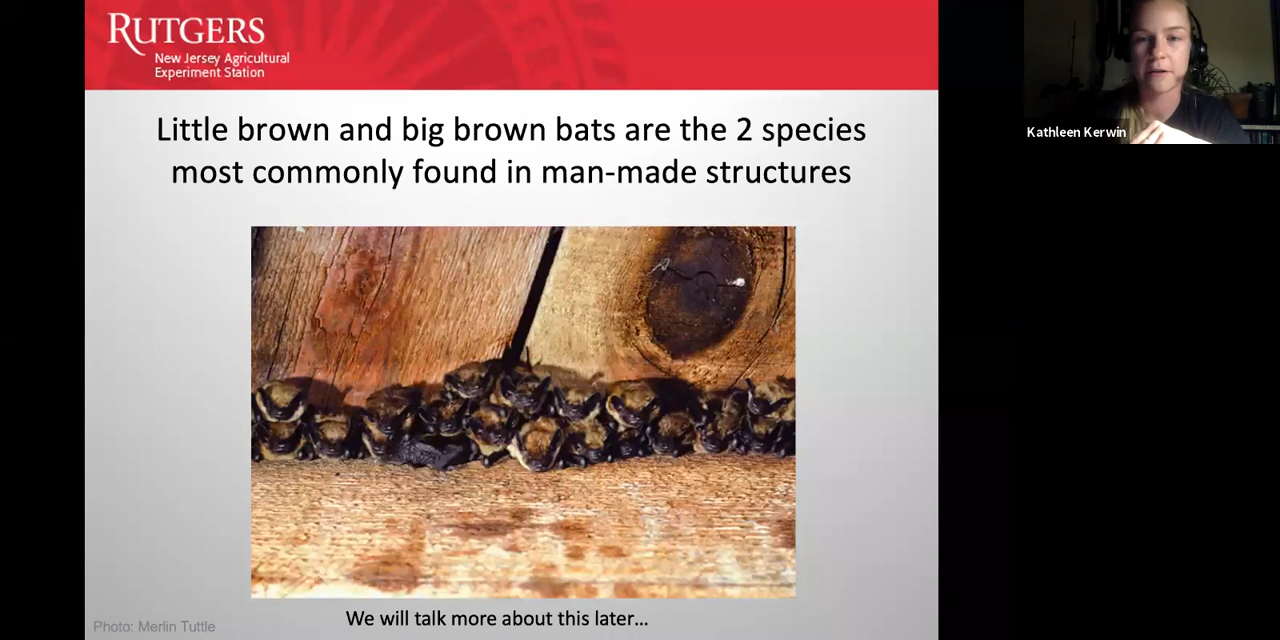 RUTGERS
New Jersey Agricultural
Experiment Station
Little brown and big brown bats are the 2 species
most commonly found in man-made structures
Kathleen Kerwin
We will talk more about this later...
Photo: Merlin Tuttle